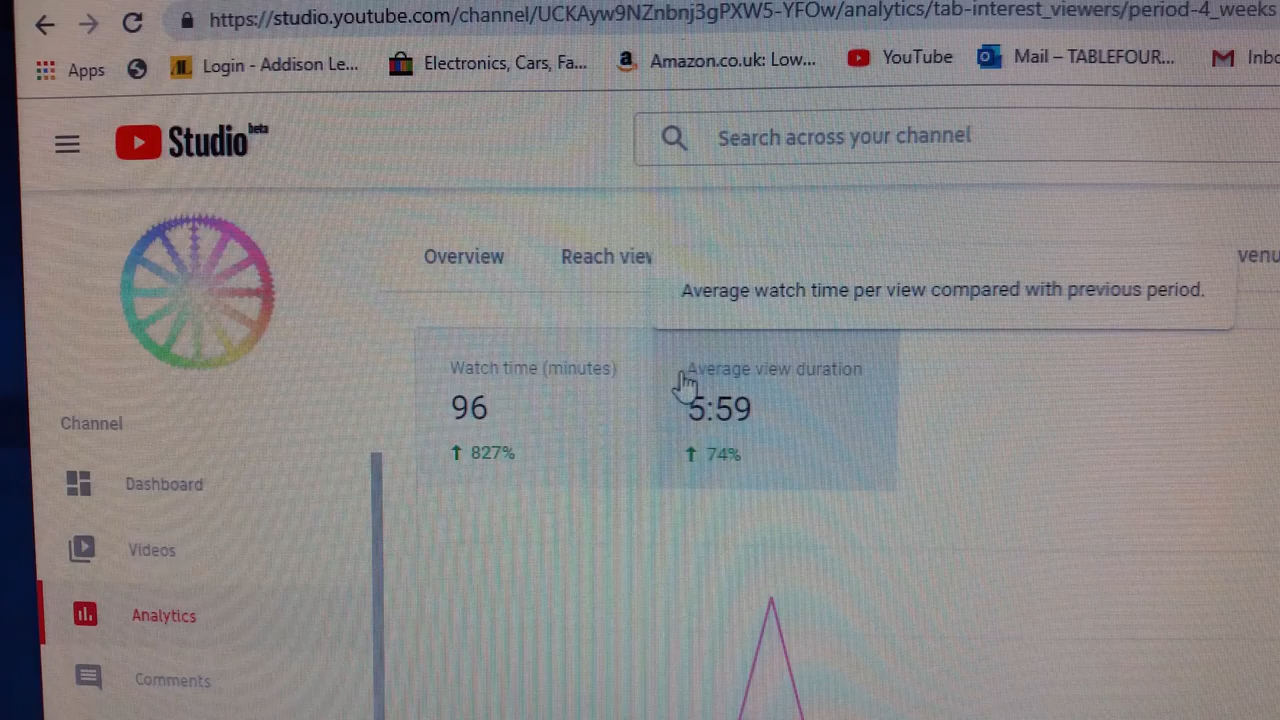 https://studio.youtube.com/channel/UCKAyw9NZnbnj3gPXW5-YFOw/analytics/tab-interest_viewers/period-4_weeks
Apps Login - Addison Le... Electronics, Cars, Fa... Amazon.co.uk: Low... YouTube Mail – TABLEFOUR... Inbo
Studio beta
Search across your channel
Overview Reach view venu
Average watch time per view compared with previous period.
Watch time (minutes) Average view duration
96 5:59
↑ 827% ↑ 74%
Channel
Dashboard
Videos
Analytics
Comments